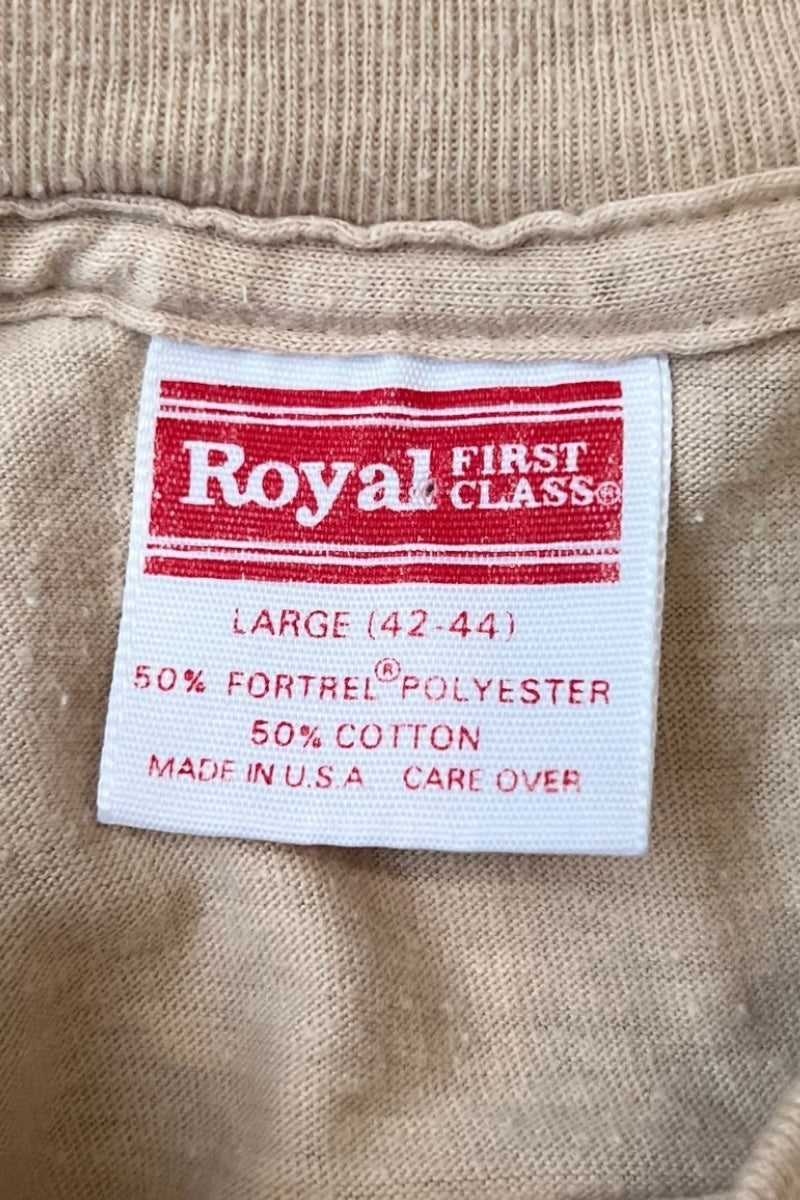 Royal FIRST CLASS®
LARGE (42-44)
50% FORTREL® POLYESTER
50% COTTON
MADE IN U.S.A CARE OVER